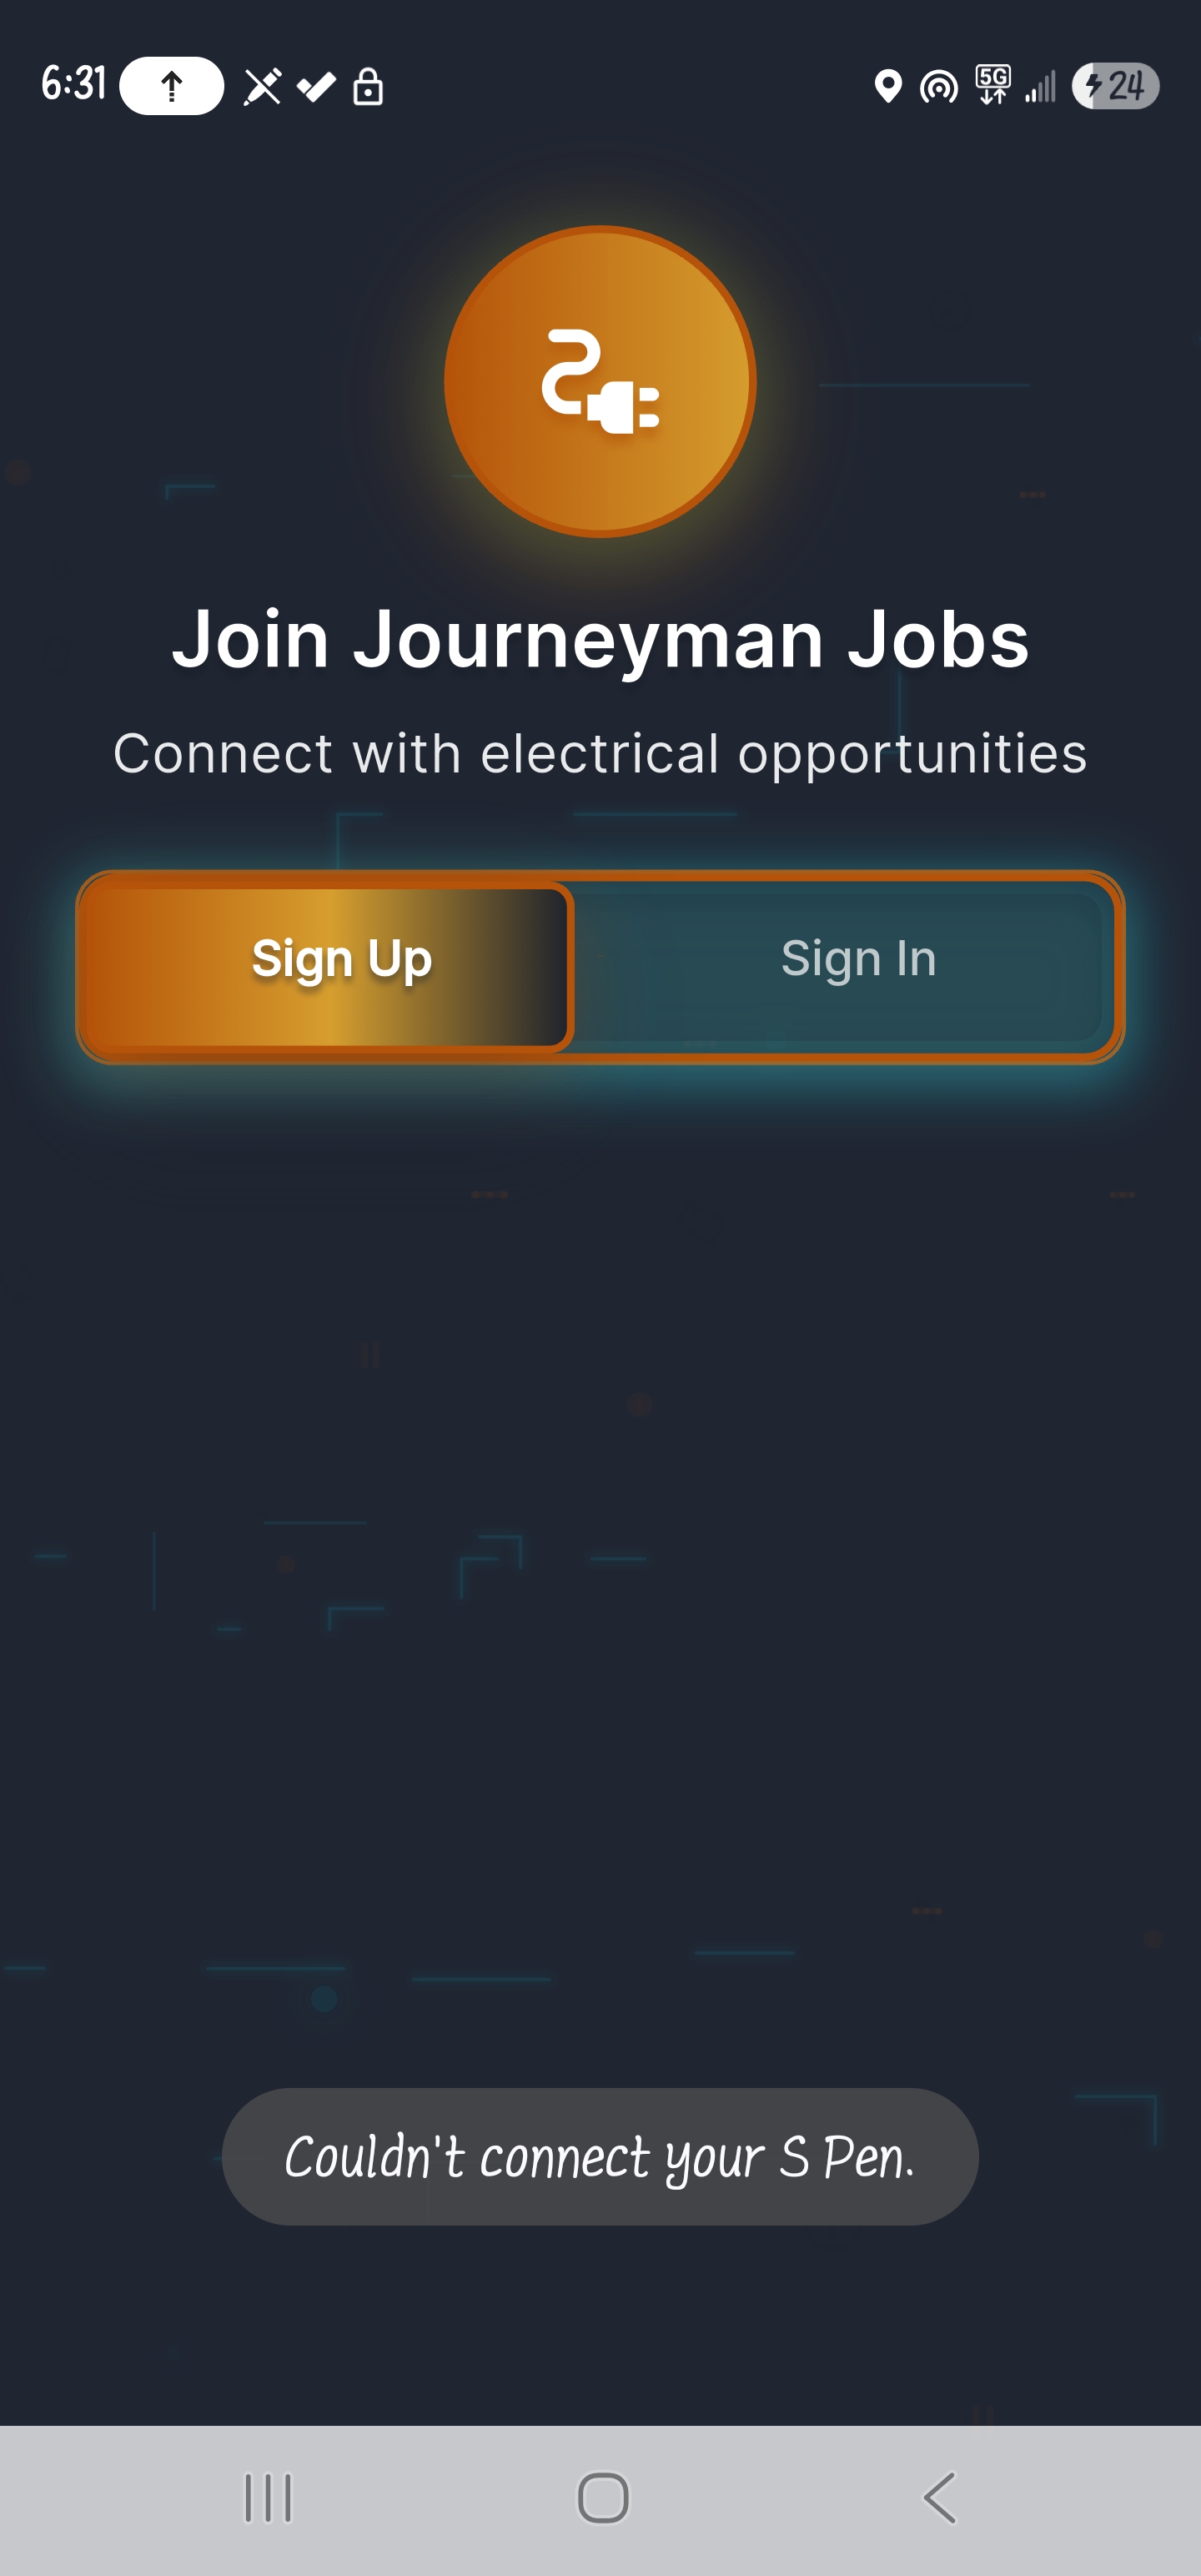 6:31
5G
24
Join Journeyman Jobs
Connect with electrical opportunities
Sign Up
Sign In
Couldn't connect your S Pen.